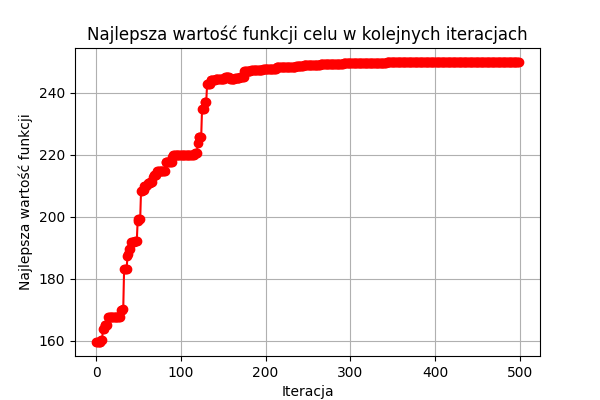 Najlepsza wartość funkcji celu w kolejnych iteracjach
Najlepsza wartość funkcji
240
220
200
180
160
0 100 200 300 400 500
Iteracja